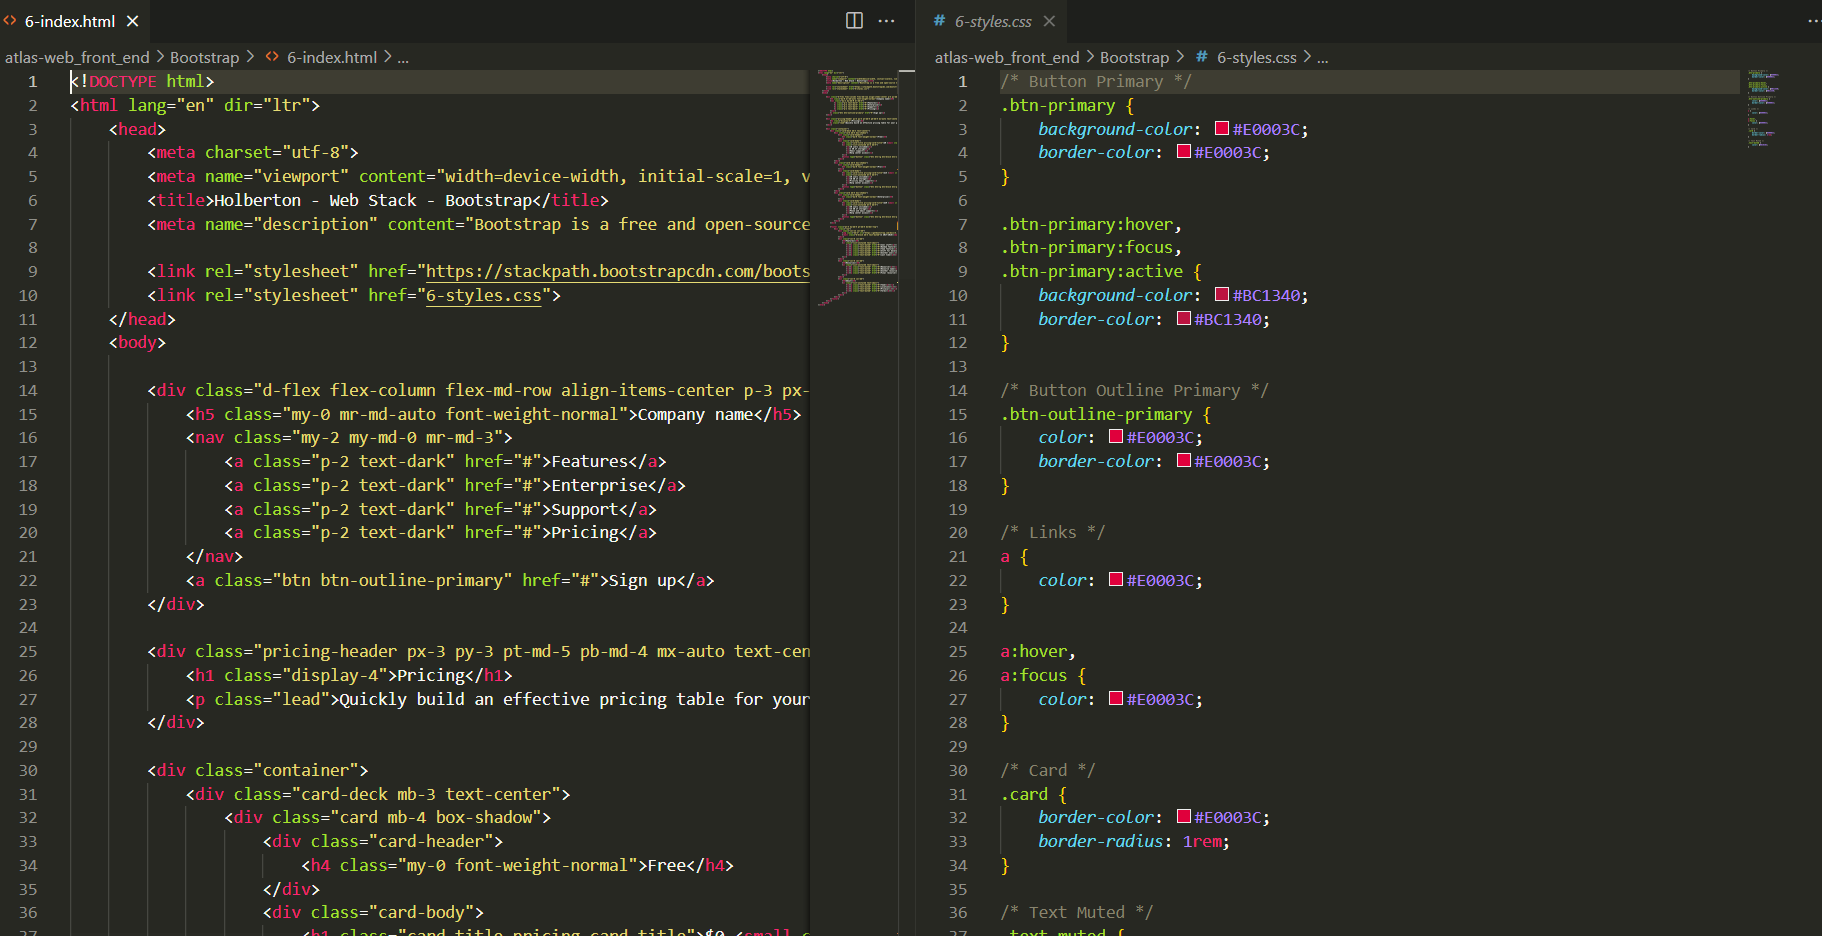 6-index.html
atlas-web_front_end > Bootstrap > 6-index.html > ...
1 <!DOCTYPE html>
2 <html lang="en" dir="ltr">
3 <head>
4 <meta charset="utf-8">
5 <meta name="viewport" content="width=device-width, initial-scale=1, v
6 <title>Holberton - Web Stack - Bootstrap</title>
7 <meta name="description" content="Bootstrap is a free and open-source
8
9 <link rel="stylesheet" href="https://stackpath.bootstrapcdn.com/boots
10 <link rel="stylesheet" href="6-styles.css">
11 </head>
12 <body>
13
14 <div class="d-flex flex-column flex-md-row align-items-center p-3 px-
15 <h5 class="my-0 mr-md-auto font-weight-normal">Company name</h5>
16 <nav class="my-2 my-md-0 mr-md-3">
17 <a class="p-2 text-dark" href="#">Features</a>
18 <a class="p-2 text-dark" href="#">Enterprise</a>
19 <a class="p-2 text-dark" href="#">Support</a>
20 <a class="p-2 text-dark" href="#">Pricing</a>
21 </nav>
22 <a class="btn btn-outline-primary" href="#">Sign up</a>
23 </div>
24
25 <div class="pricing-header px-3 py-3 pt-md-5 pb-md-4 mx-auto text-cen
26 <h1 class="display-4">Pricing</h1>
27 <p class="lead">Quickly build an effective pricing table for your
28 </div>
29
30 <div class="container">
31 <div class="card-deck mb-3 text-center">
32 <div class="card mb-4 box-shadow">
33 <div class="card-header">
34 <h4 class="my-0 font-weight-normal">Free</h4>
35 </div>
36 <div class="card-body">
37 <h1 class="card-title pricing-card-title">$0 <small c
# 6-styles.css
atlas-web_front_end > Bootstrap > # 6-styles.css > ...
1 /* Button Primary */
2 .btn-primary {
3 background-color: #E0003C;
4 border-color: #E0003C;
5 }
6
7 .btn-primary:hover,
8 .btn-primary:focus,
9 .btn-primary:active {
10 background-color: #BC1340;
11 border-color: #BC1340;
12 }
13
14 /* Button Outline Primary */
15 .btn-outline-primary {
16 color: #E0003C;
17 border-color: #E0003C;
18 }
19
20 /* Links */
21 a {
22 color: #E0003C;
23 }
24
25 a:hover,
26 a:focus {
27 color: #E0003C;
28 }
29
30 /* Card */
31 .card {
32 border-color: #E0003C;
33 border-radius: 1rem;
34 }
35
36 /* Text Muted */
37 .text-muted {